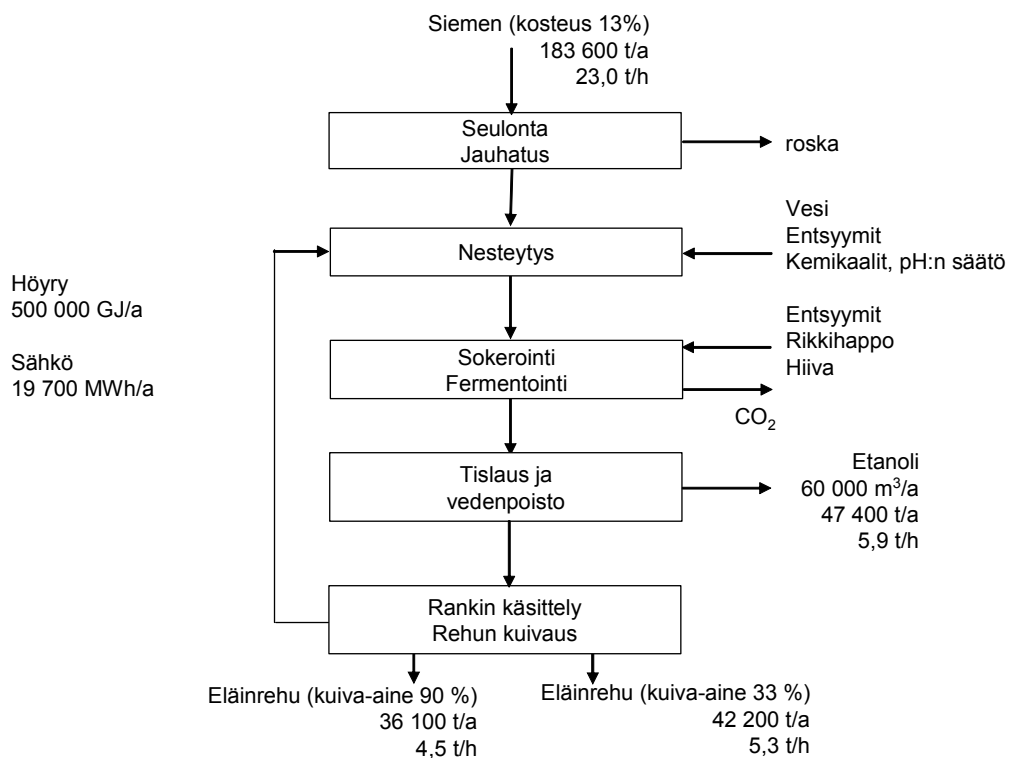 Siemen (kosteus 13%)
183 600 t/a
23,0 t/h
Seulonta
Jauhatus
roska
Vesi
Entsyymit
Kemikaalit, pH:n säätö
Nesteytys
Höyry
500 000 GJ/a
Sähkö
19 700 MWh/a
Entsyymit
Rikkihappo
Hiiva
Sokerointi
Fermentointi
CO₂
Tislaus ja
vedenpoisto
Etanoli
60 000 m³/a
47 400 t/a
5,9 t/h
Rankin käsittely
Rehun kuivaus
Eläinrehu (kuiva-aine 90 %)
36 100 t/a
4,5 t/h
Eläinrehu (kuiva-aine 33 %)
42 200 t/a
5,3 t/h